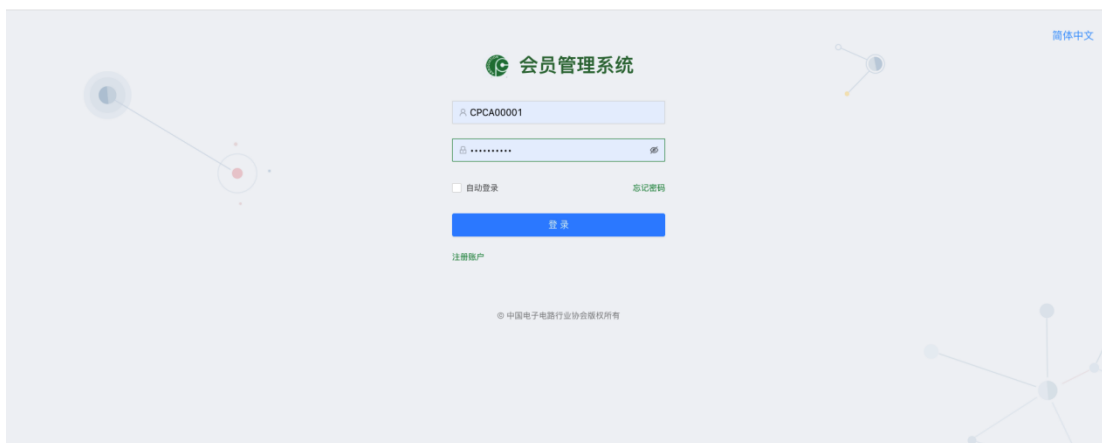 简体中文
会员管理系统
CPCA00001
••••••••••
自动登录 忘记密码
登 录
注册账户
© 中国电子电路行业协会版权所有